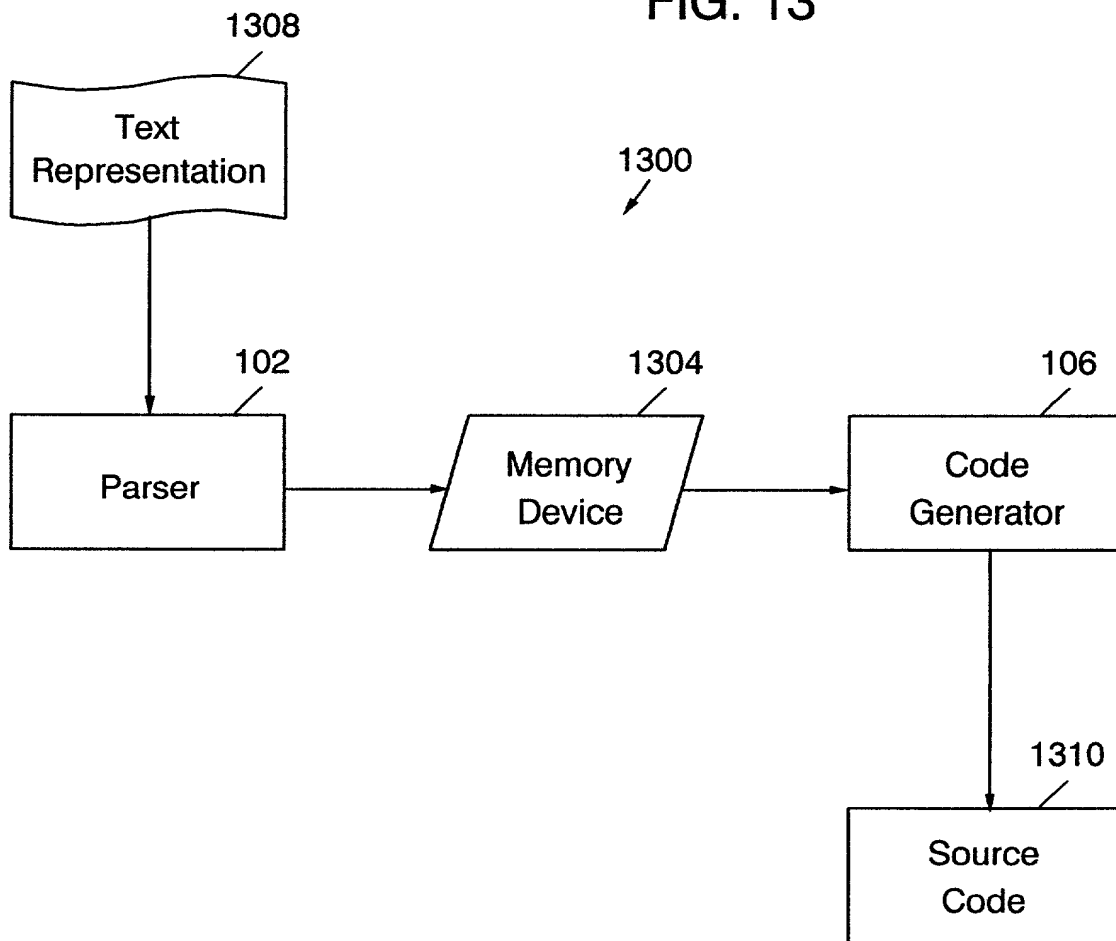 FIG. 13
1308
Text
Representation
1300
102
Parser
1304
Memory
Device
106
Code
Generator
1310
Source
Code